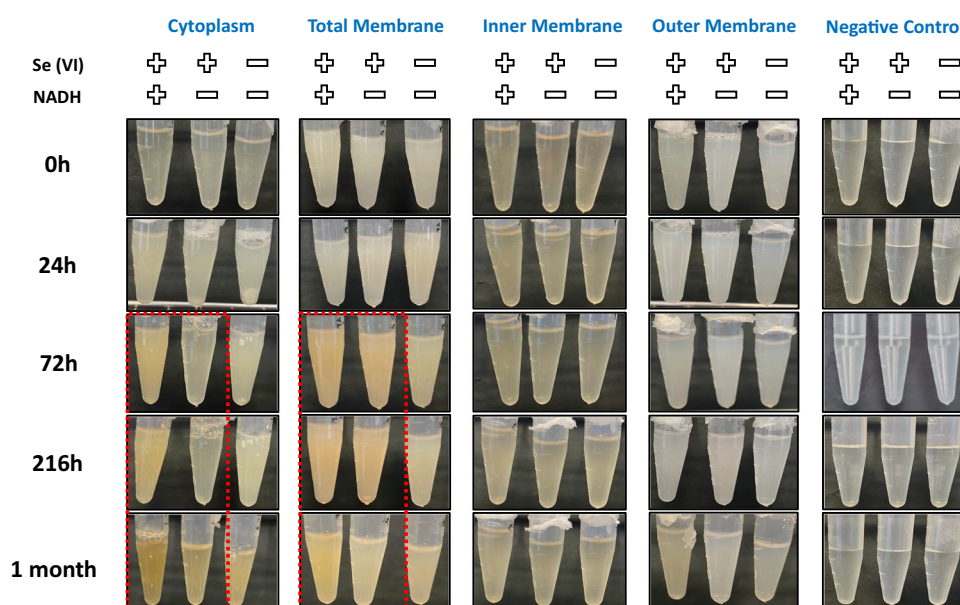 Cytoplasm Total Membrane Inner Membrane Outer Membrane Negative Contro
Se (VI)
NADH
0h
24h
72h
216h
1 month